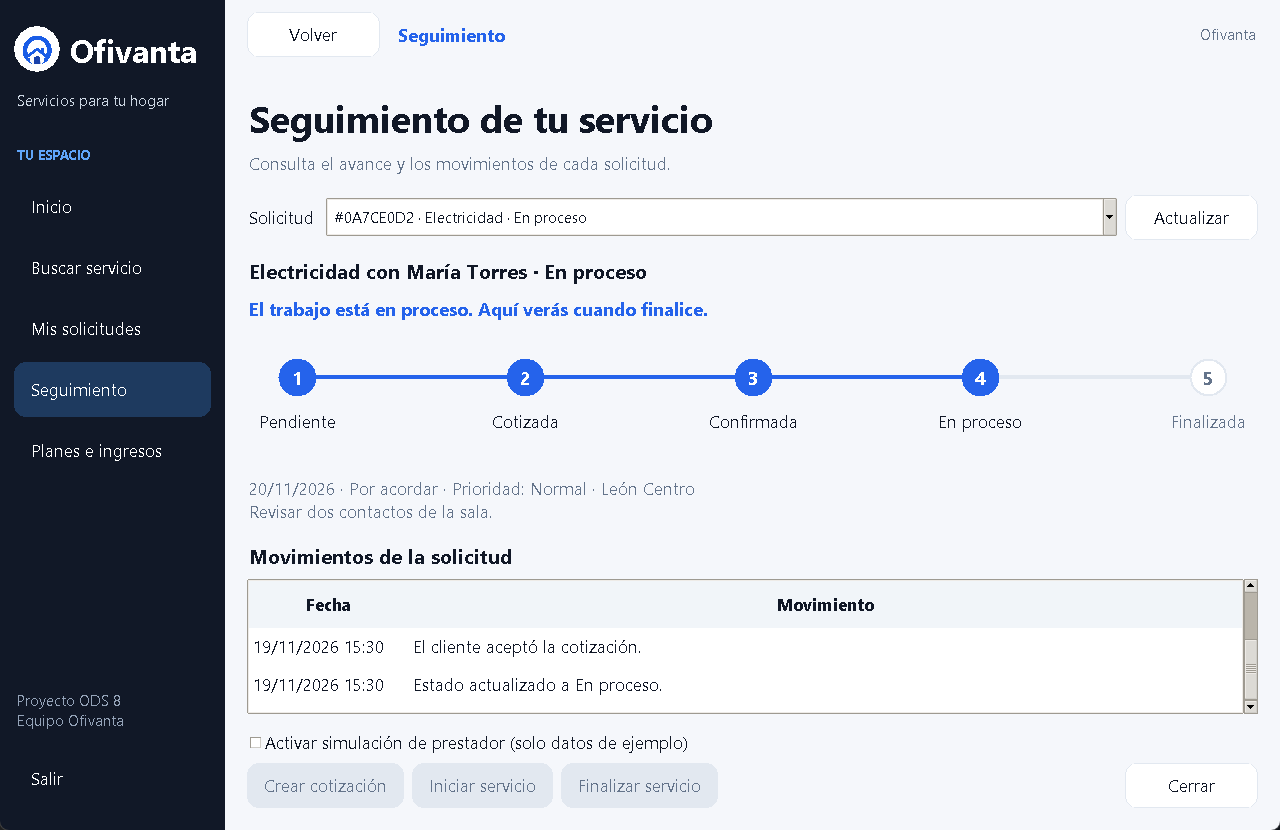 Ofivanta
Servicios para tu hogar
TU ESPACIO
Inicio
Buscar servicio
Mis solicitudes
Seguimiento
Planes e ingresos
Proyecto ODS 8
Equipo Ofivanta
Salir
Volver
Seguimiento
Ofivanta
Seguimiento de tu servicio
Consulta el avance y los movimientos de cada solicitud.
Solicitud
#0A7CE0D2 · Electricidad · En proceso
Actualizar
Electricidad con María Torres · En proceso
El trabajo está en proceso. Aquí verás cuando finalice.
1 2 3 4 5
Pendiente Cotizada Confirmada En proceso Finalizada
20/11/2026 · Por acordar · Prioridad: Normal · León Centro
Revisar dos contactos de la sala.
Movimientos de la solicitud
Fecha Movimiento
19/11/2026 15:30 El cliente aceptó la cotización.
19/11/2026 15:30 Estado actualizado a En proceso.
Activar simulación de prestador (solo datos de ejemplo)
Crear cotización Iniciar servicio Finalizar servicio Cerrar